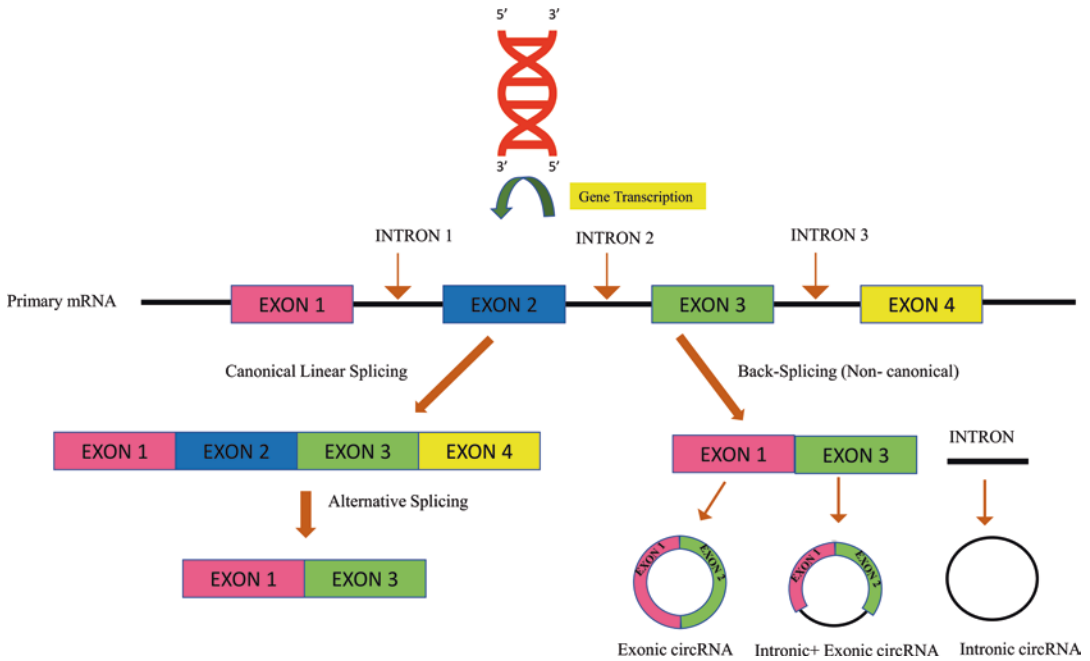 5’ 3’
3’ 5’
Gene Transcription
INTRON 1
INTRON 2
INTRON 3
Primary mRNA
EXON 1
EXON 2
EXON 3
EXON 4
Canonical Linear Splicing
Back-Splicing (Non- canonical)
EXON 1
EXON 2
EXON 3
EXON 4
EXON 1
EXON 3
INTRON
Alternative Splicing
EXON 1
EXON 3
EXON 1
EXON 2
EXON 1
EXON 2
Exonic circRNA
Intronic+ Exonic circRNA
Intronic circRNA